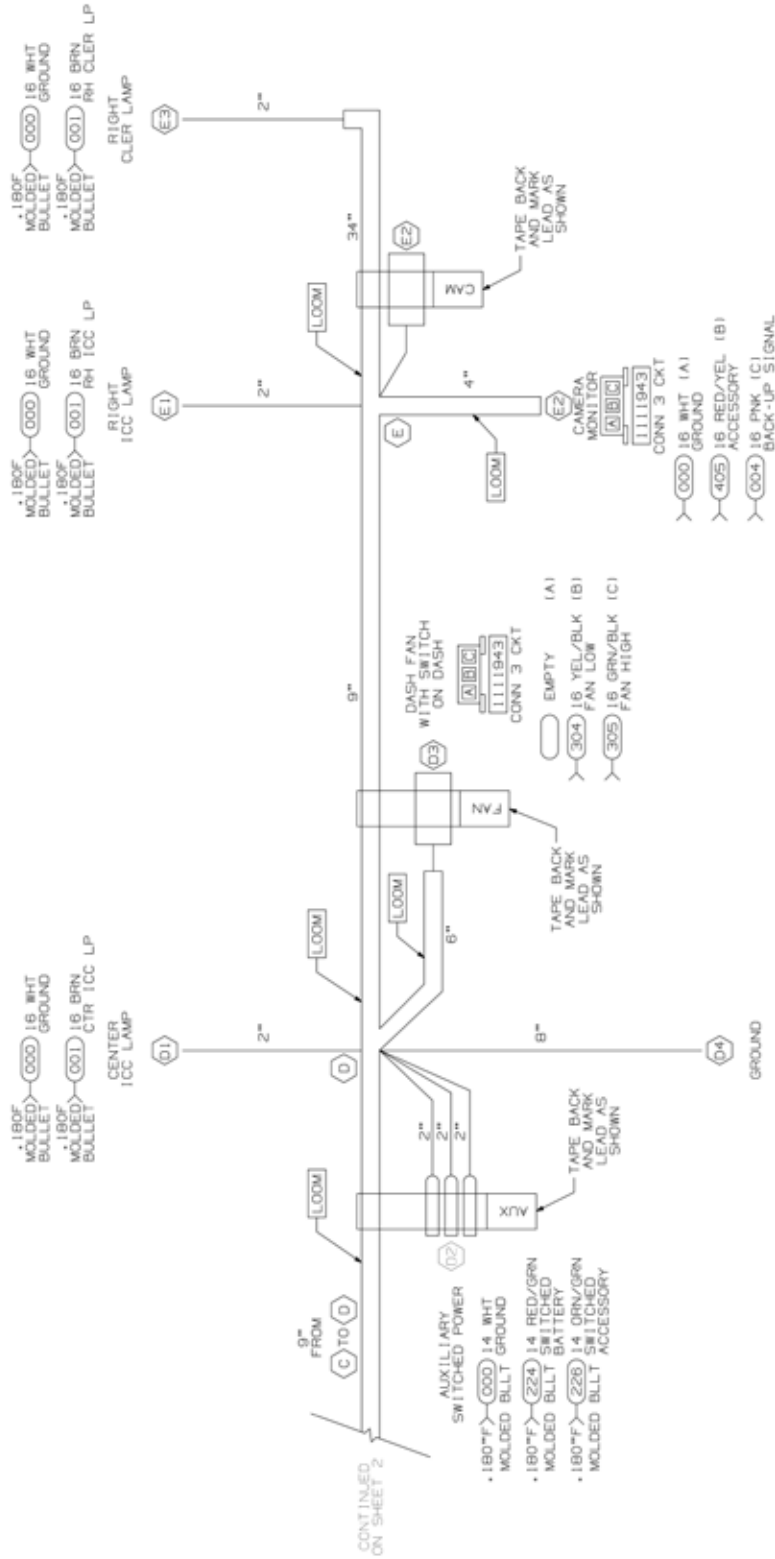 .180F
MOLDED 000 16 WHT
BULLET GROUND
.180F
MOLDED 001 16 BRN
BULLET CTR ICC LP
CENTER
ICC LAMP
D1
2"
.180F
MOLDED 000 16 WHT
BULLET GROUND
.180F
MOLDED 001 16 BRN
BULLET RH ICC LP
RIGHT
ICC LAMP
E1
2"
.180F
MOLDED 000 16 WHT
BULLET GROUND
.180F
MOLDED 001 16 BRN
BULLET RH CLER LP
RIGHT
CLER LAMP
E3
2"
9"
FROM
C TO D
LOOM
D
LOOM
9"
LOOM
34"
CONTINUED
ON SHEET 2
AUX
2"
2"
2"
D2
AUXILIARY
SWITCHED POWER
.180"F 000 14 WHT
MOLDED BLLT GROUND
.180"F 224 14 RED/GRN
MOLDED BLLT SWITCHED
BATTERY
.180"F 226 14 ORN/GRN
MOLDED BLLT SWITCHED
ACCESSORY
TAPE BACK
AND MARK
LEAD AS
SHOWN
8"
D4
GROUND
LOOM
6"
FAN
D3
TAPE BACK
AND MARK
LEAD AS
SHOWN
DASH FAN
WITH SWITCH
ON DASH
A B C
1111943
CONN 3 CKT
EMPTY (A)
304 16 YEL/BLK (B)
FAN LOW
305 16 GRN/BLK (C)
FAN HIGH
E
LOOM
4"
E2
CAMERA
MONITOR
A B C
1111943
CONN 3 CKT
000 16 WHT (A)
GROUND
405 16 RED/YEL (B)
ACCESSORY
004 16 PNK (C)
BACK-UP SIGNAL
CAM
E2
TAPE BACK
AND MARK
LEAD AS
SHOWN